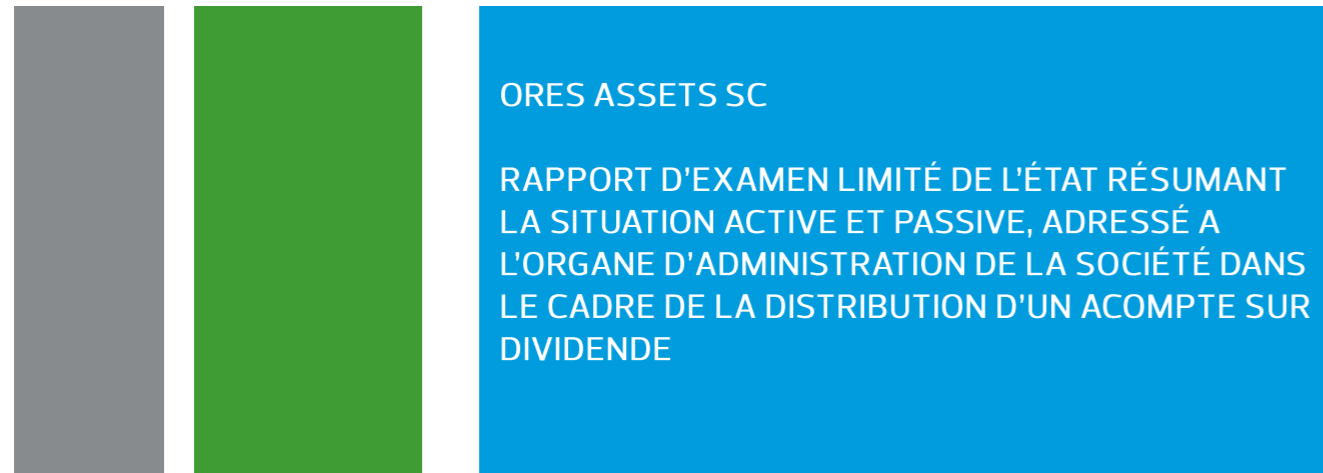 ORES ASSETS SC
RAPPORT D'EXAMEN LIMITÉ DE L'ÉTAT RÉSUMANT
LA SITUATION ACTIVE ET PASSIVE, ADRESSÉ A
L'ORGANE D'ADMINISTRATION DE LA SOCIÉTÉ DANS
LE CADRE DE LA DISTRIBUTION D'UN ACOMPTE SUR
DIVIDENDE